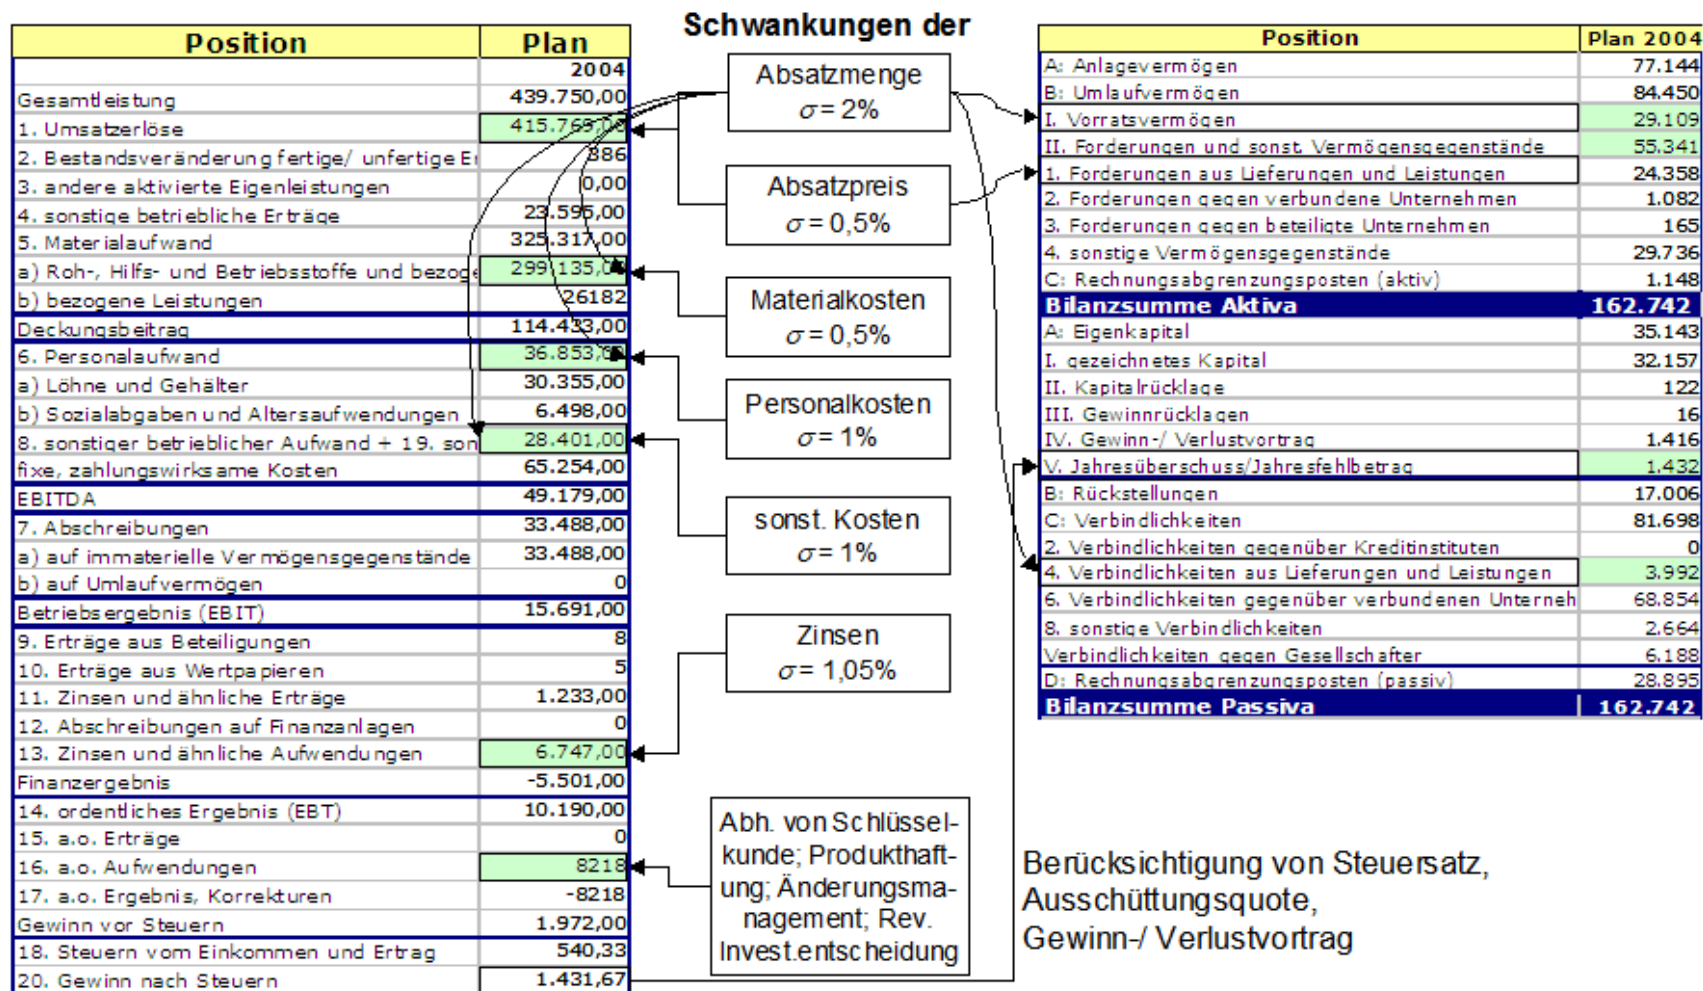 Schwankungen der
Position Plan
2004
Gesamtleistung 439.750,00
1. Umsatzerlöse 415.769,00
2. Bestandsveränderung fertige/ unfertige Er 386
3. andere aktivierte Eigenleistungen 0,00
4. sonstige betriebliche Erträge 23.595,00
5. Materialaufwand 325.317,00
a) Roh-, Hilfs- und Betriebsstoffe und bezoge 299.135,00
b) bezogene Leistungen 26182
Deckungsbeitrag 114.433,00
6. Personalaufwand 36.853,00
a) Löhne und Gehälter 30.355,00
b) Sozialabgaben und Altersaufwendungen 6.498,00
8. sonstiger betrieblicher Aufwand + 19. son 28.401,00
fixe, zahlungswirksame Kosten 65.254,00
EBITDA 49.179,00
7. Abschreibungen 33.488,00
a) auf immaterielle Vermögensgegenstände 33.488,00
b) auf Umlaufvermögen 0
Betriebsergebnis (EBIT) 15.691,00
9. Erträge aus Beteiligungen 8
10. Erträge aus Wertpapieren 5
11. Zinsen und ähnliche Erträge 1.233,00
12. Abschreibungen auf Finanzanlagen 0
13. Zinsen und ähnliche Aufwendungen 6.747,00
Finanzergebnis -5.501,00
14. ordentliches Ergebnis (EBT) 10.190,00
15. a.o. Erträge 0
16. a.o. Aufwendungen 8218
17. a.o. Ergebnis, Korrekturen -8218
Gewinn vor Steuern 1.972,00
18. Steuern vom Einkommen und Ertrag 540,33
20. Gewinn nach Steuern 1.431,67
Absatzmenge
σ = 2%
Absatzpreis
σ = 0,5%
Materialkosten
σ = 0,5%
Personalkosten
σ = 1%
sonst. Kosten
σ = 1%
Zinsen
σ = 1,05%
Abh. von Schlüssel-
kunde; Produkthaft-
ung; Änderungsma-
nagement; Rev.
Invest.entscheidung
Position Plan 2004
A: Anlagevermögen 77.144
B: Umlaufvermögen 84.450
I. Vorratsvermögen 29.109
II. Forderungen und sonst. Vermögensgegenstände 55.341
1. Forderungen aus Lieferungen und Leistungen 24.358
2. Forderungen gegen verbundene Unternehmen 1.082
3. Forderungen gegen beteiligte Unternehmen 165
4. sonstige Vermögensgegenstände 29.736
C: Rechnungsabgrenzungsposten (aktiv) 1.148
Bilanzsumme Aktiva 162.742
A: Eigenkapital 35.143
I. gezeichnetes Kapital 32.157
II. Kapitalrücklage 122
III. Gewinnrücklagen 16
IV. Gewinn-/ Verlustvortrag 1.416
V. Jahresüberschuss/Jahresfehlbetrag 1.432
B: Rückstellungen 17.006
C: Verbindlichkeiten 81.698
2. Verbindlichkeiten gegenüber Kreditinstituten 0
4. Verbindlichkeiten aus Lieferungen und Leistungen 3.992
6. Verbindlichkeiten gegenüber verbundenen Unterneh 68.854
8. sonstige Verbindlichkeiten 2.664
Verbindlichkeiten gegen Gesellschafter 6.188
D: Rechnungsabgrenzungsposten (passiv) 28.895
Bilanzsumme Passiva 162.742
Berücksichtigung von Steuersatz,
Ausschüttungsquote,
Gewinn-/ Verlustvortrag